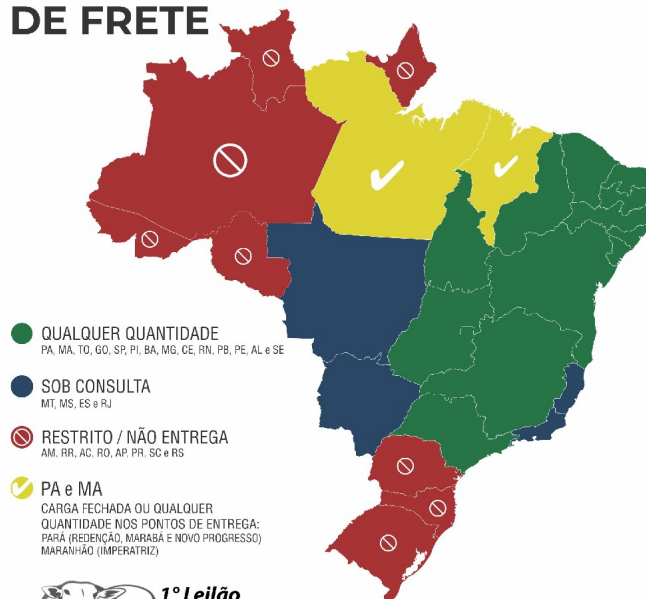 DE FRETE
QUALQUER QUANTIDADE
PA, MA, TO, GO, SP, PI, BA, MG, CE, RN, PB, PE, AL e SE
SOB CONSULTA
MT, MS, ES e RJ
RESTRITO / NÃO ENTREGA
AM, RR, AC, RO, AP, PR, SC e RS
PA e MA
CARGA FECHADA OU QUALQUER
QUANTIDADE NOS PONTOS DE ENTREGA:
PARÁ (REDENÇÃO, MARABÁ E NOVO PROGRESSO)
MARANHÃO (IMPERATRIZ)
1º Leilão